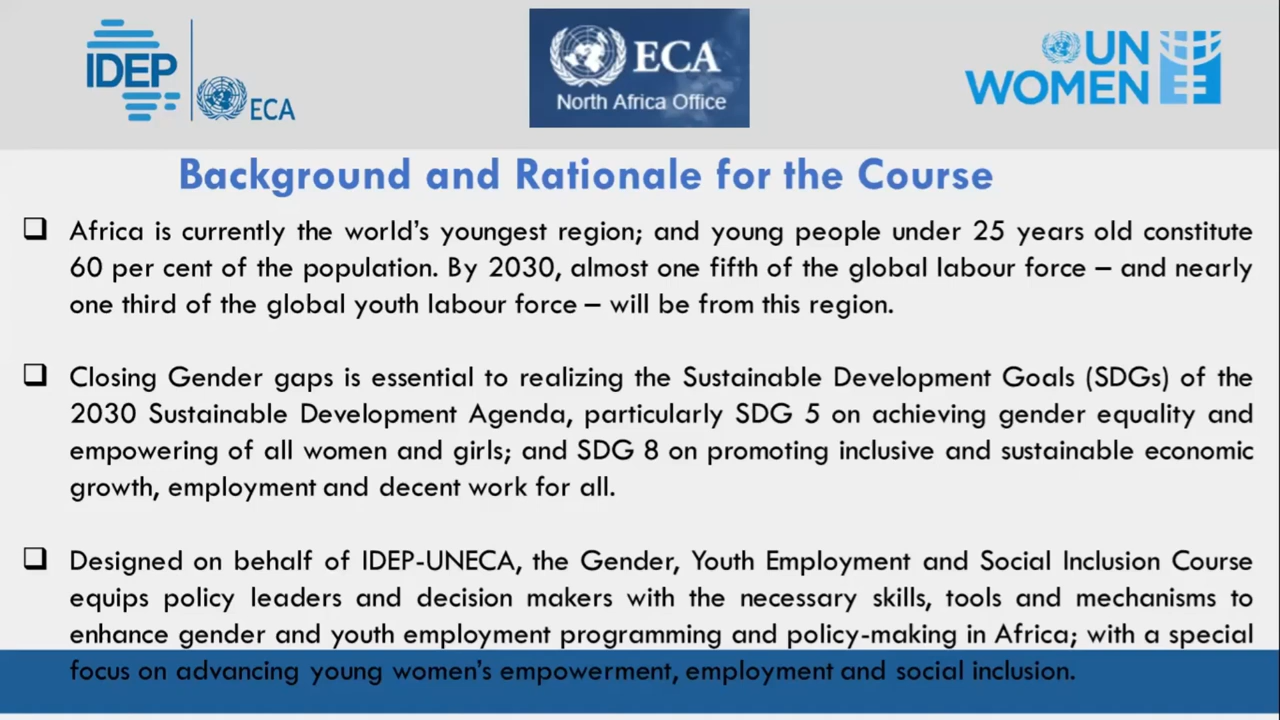 IDEP
ECA
ECA
North Africa Office
UN
WOMEN
Background and Rationale for the Course
Africa is currently the world's youngest region; and young people under 25 years old constitute
60 per cent of the population. By 2030, almost one fifth of the global labour force – and nearly
one third of the global youth labour force – will be from this region.
Closing Gender gaps is essential to realizing the Sustainable Development Goals (SDGs) of the
2030 Sustainable Development Agenda, particularly SDG 5 on achieving gender equality and
empowering of all women and girls; and SDG 8 on promoting inclusive and sustainable economic
growth, employment and decent work for all.
Designed on behalf of IDEP-UNECA, the Gender, Youth Employment and Social Inclusion Course
equips policy leaders and decision makers with the necessary skills, tools and mechanisms to
enhance gender and youth employment programming and policy-making in Africa; with a special
focus on advancing young women's empowerment, employment and social inclusion.